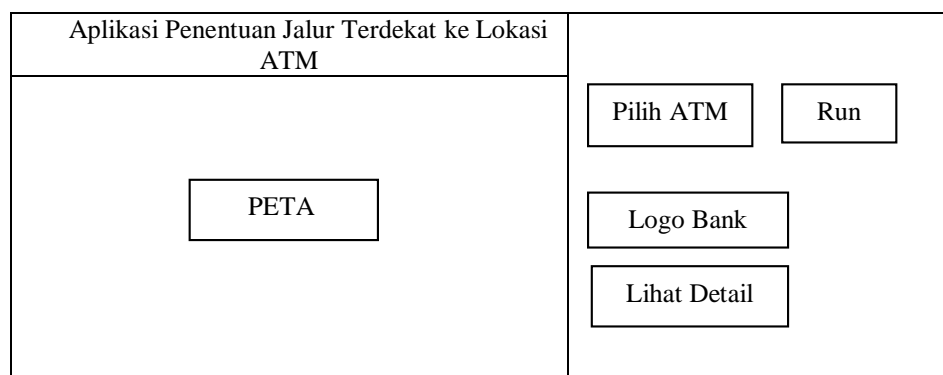 Aplikasi Penentuan Jalur Terdekat ke Lokasi
ATM
PETA
Pilih ATM
Run
Logo Bank
Lihat Detail